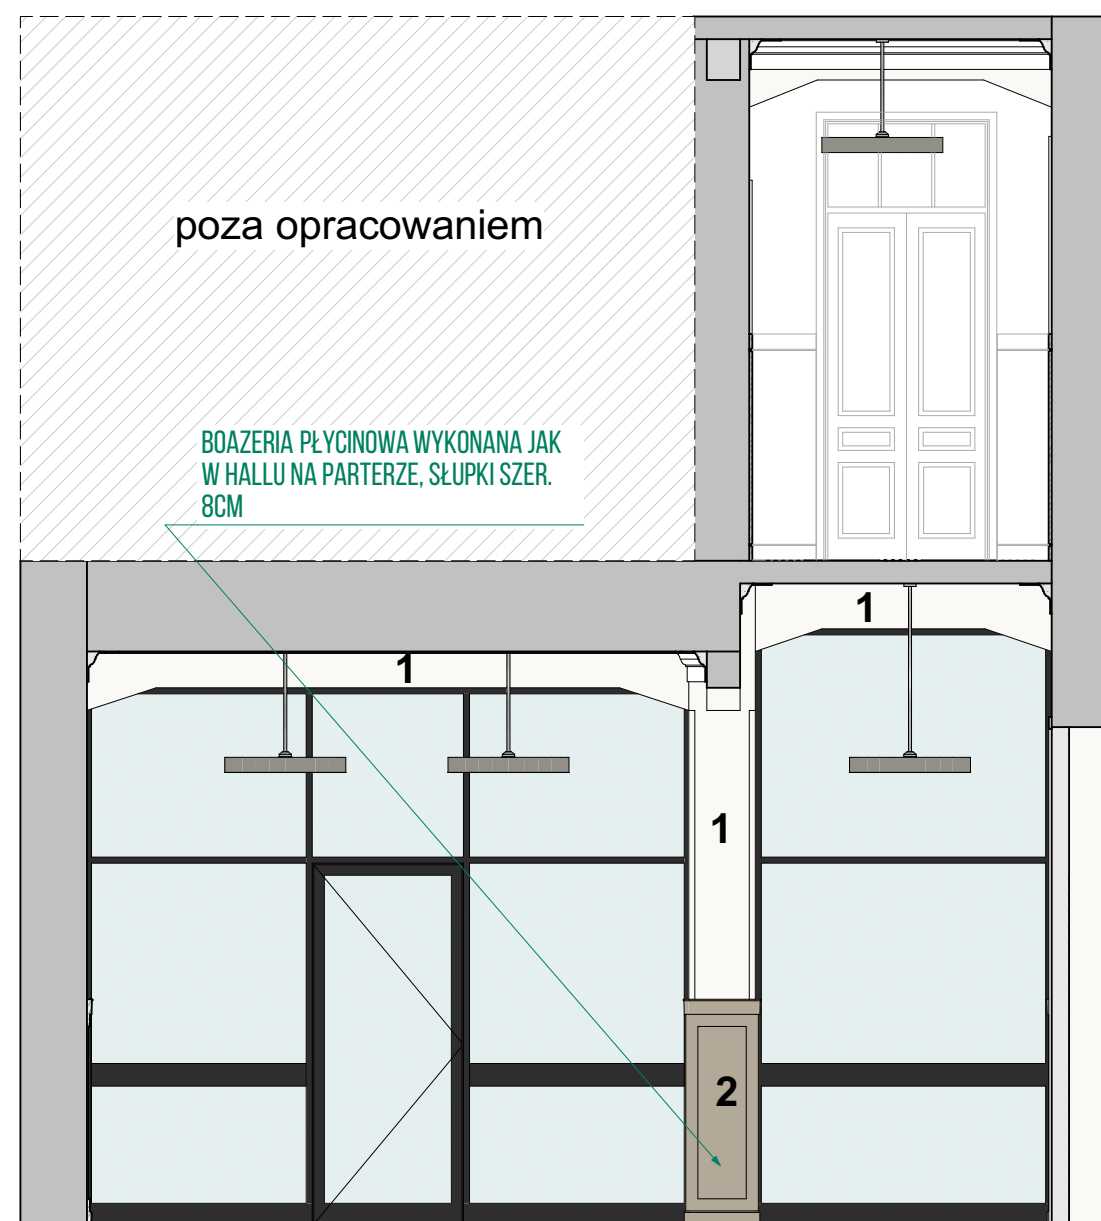 poza opracowaniem
BOAZERIA PŁYCINOWA WYKONANA JAK
W HALLU NA PARTERZE, SŁUPKI SZER.
8CM
1
1
1
2